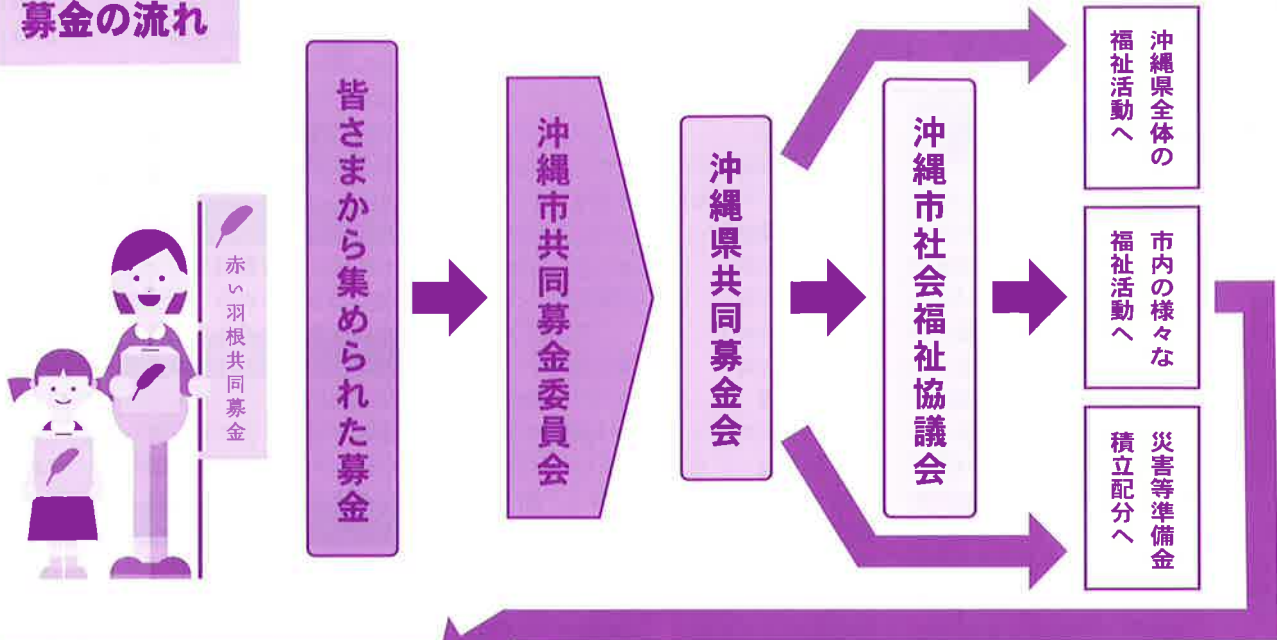 募金の流れ
赤い羽根共同募金
皆さまから集められた募金
沖縄市共同募金委員会
沖縄県共同募金会
沖縄市社会福祉協議会
沖縄県全体の
福祉活動へ
市内の様々な
福祉活動へ
災害等準備金
積立配分へ